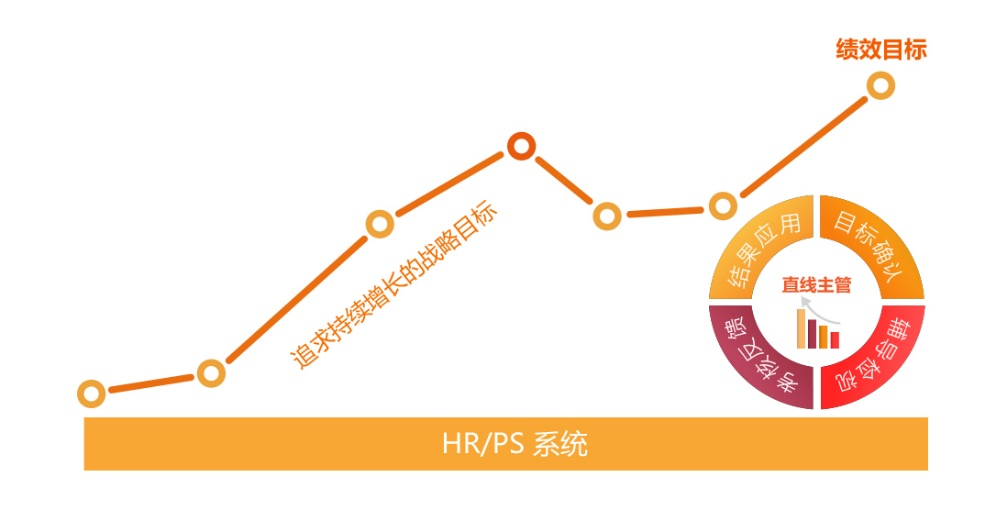 绩效目标
追求持续增长的战略目标
结果应用
目标确认
直线主管
考核反馈
辅导检视
HR/PS 系统